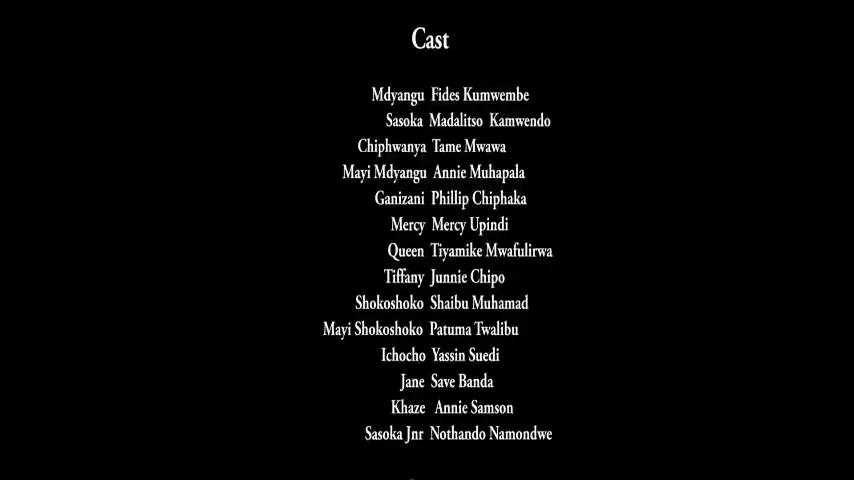 Cast
Mdyangu Fides Kumwembe
Sasoka Madalitso Kamwendo
Chiphwanya Tame Mwawa
Mayi Mdyangu Annie Muhapala
Ganizani Phillip Chiphaka
Mercy Mercy Upindi
Queen Tiyamike Mwafulirwa
Tiffany Junnie Chipo
Shokoshoko Shaibu Muhamad
Mayi Shokoshoko Patuma Twalibu
Ichocho Yassin Suedi
Jane Save Banda
Khaze Annie Samson
Sasoka Jnr Nothando Namondwe